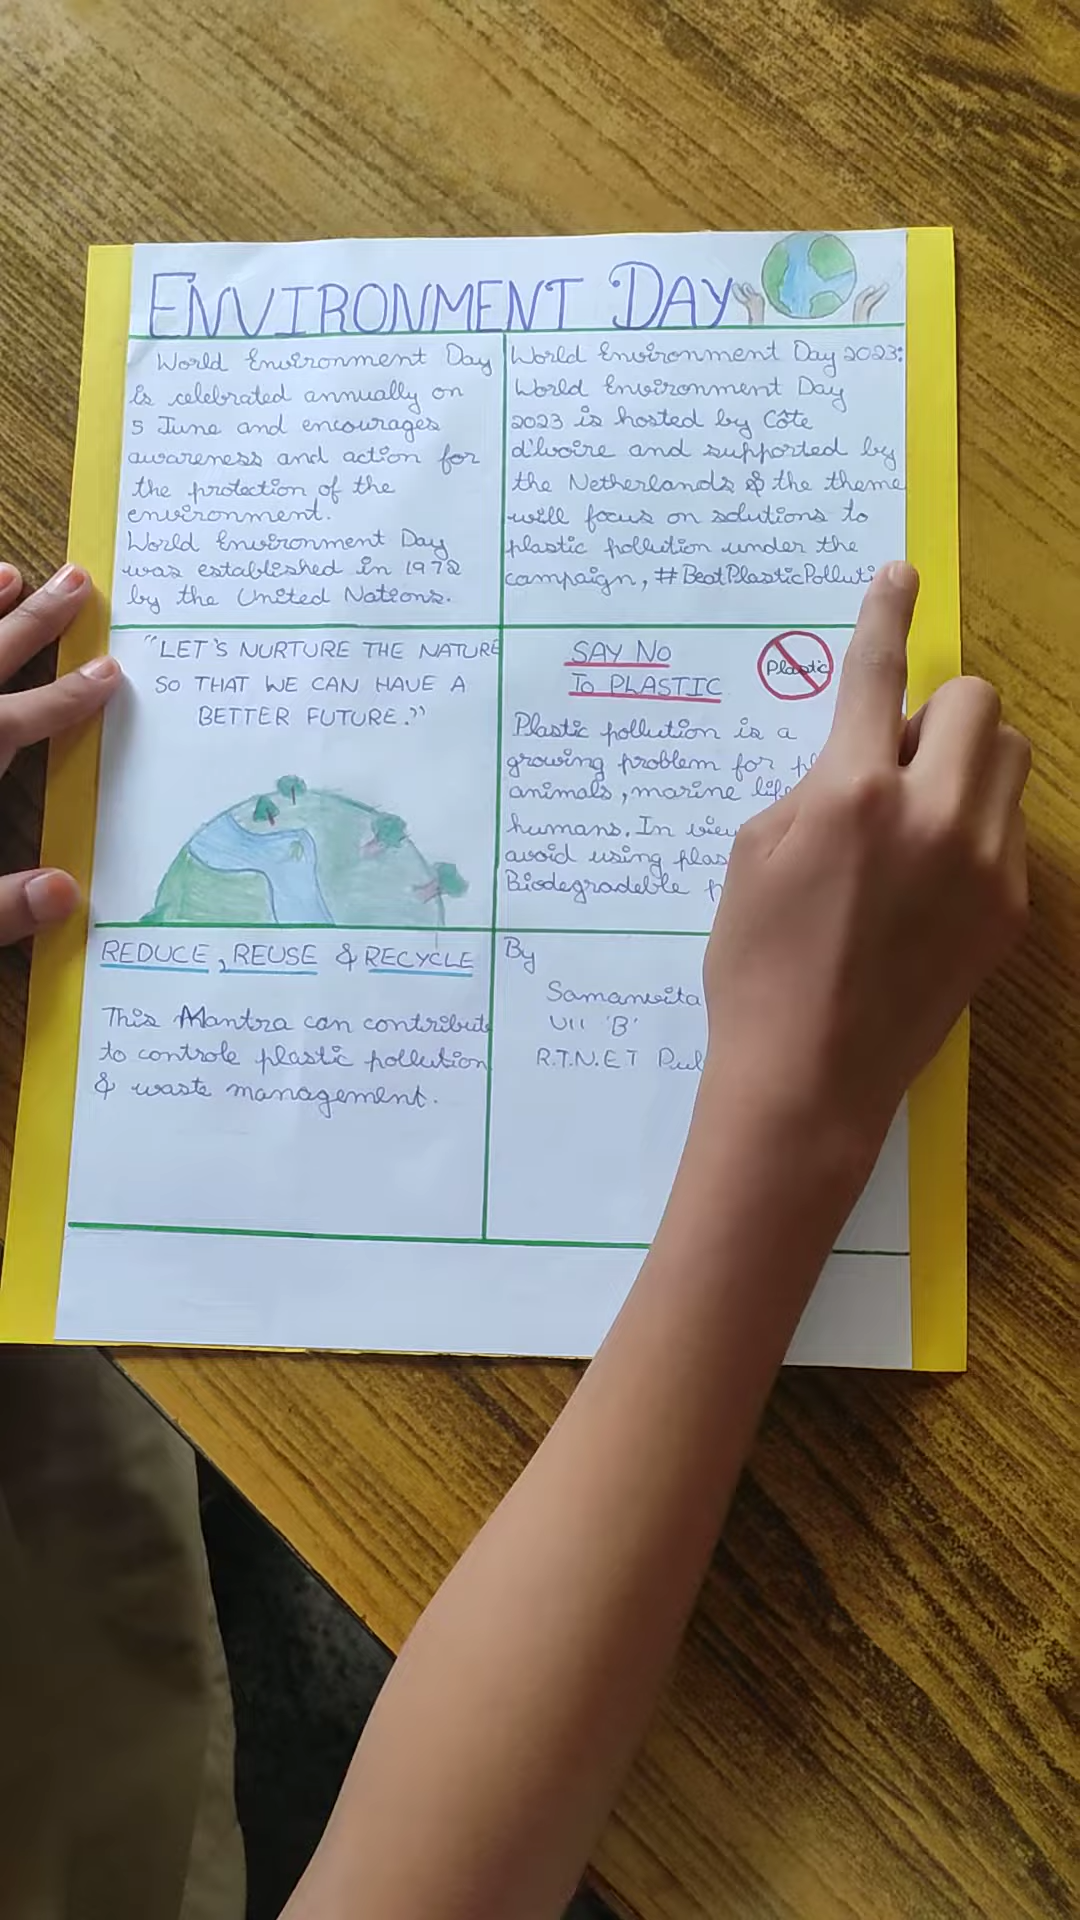 ENVIRONMENT DAY
World Environment Day
is celebrated annually on
5 June and encourages
awareness and action for
the protection of the
environment.
World Environment Day
was established in 1972
by the United Nations.
World Environment Day 2023:
World Environment Day
2023 is hosted by Côte
d'Ivoire and supported by
the Netherlands & the theme
will focus on solutions to
plastic pollution under the
campaign, #BeatPlasticPolluti
"LET'S NURTURE THE NATURE
SO THAT WE CAN HAVE A
BETTER FUTURE."
SAY NO
TO PLASTIC
Plastic
Plastic pollution is a
growing problem for
animals, marine life
humans. In view
avoid using plas
Biodegradeble
REDUCE, REUSE & RECYCLE
This Mantra can contribute
to controle plastic pollution
& waste management.
By
Samanvita
VII 'B'
R.T.N.E.T